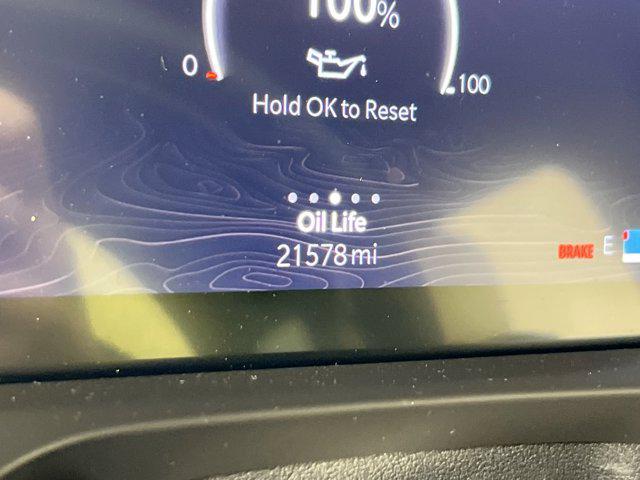 100%
0
100
Hold OK to Reset
Oil Life
21578 mi
BRAKE E